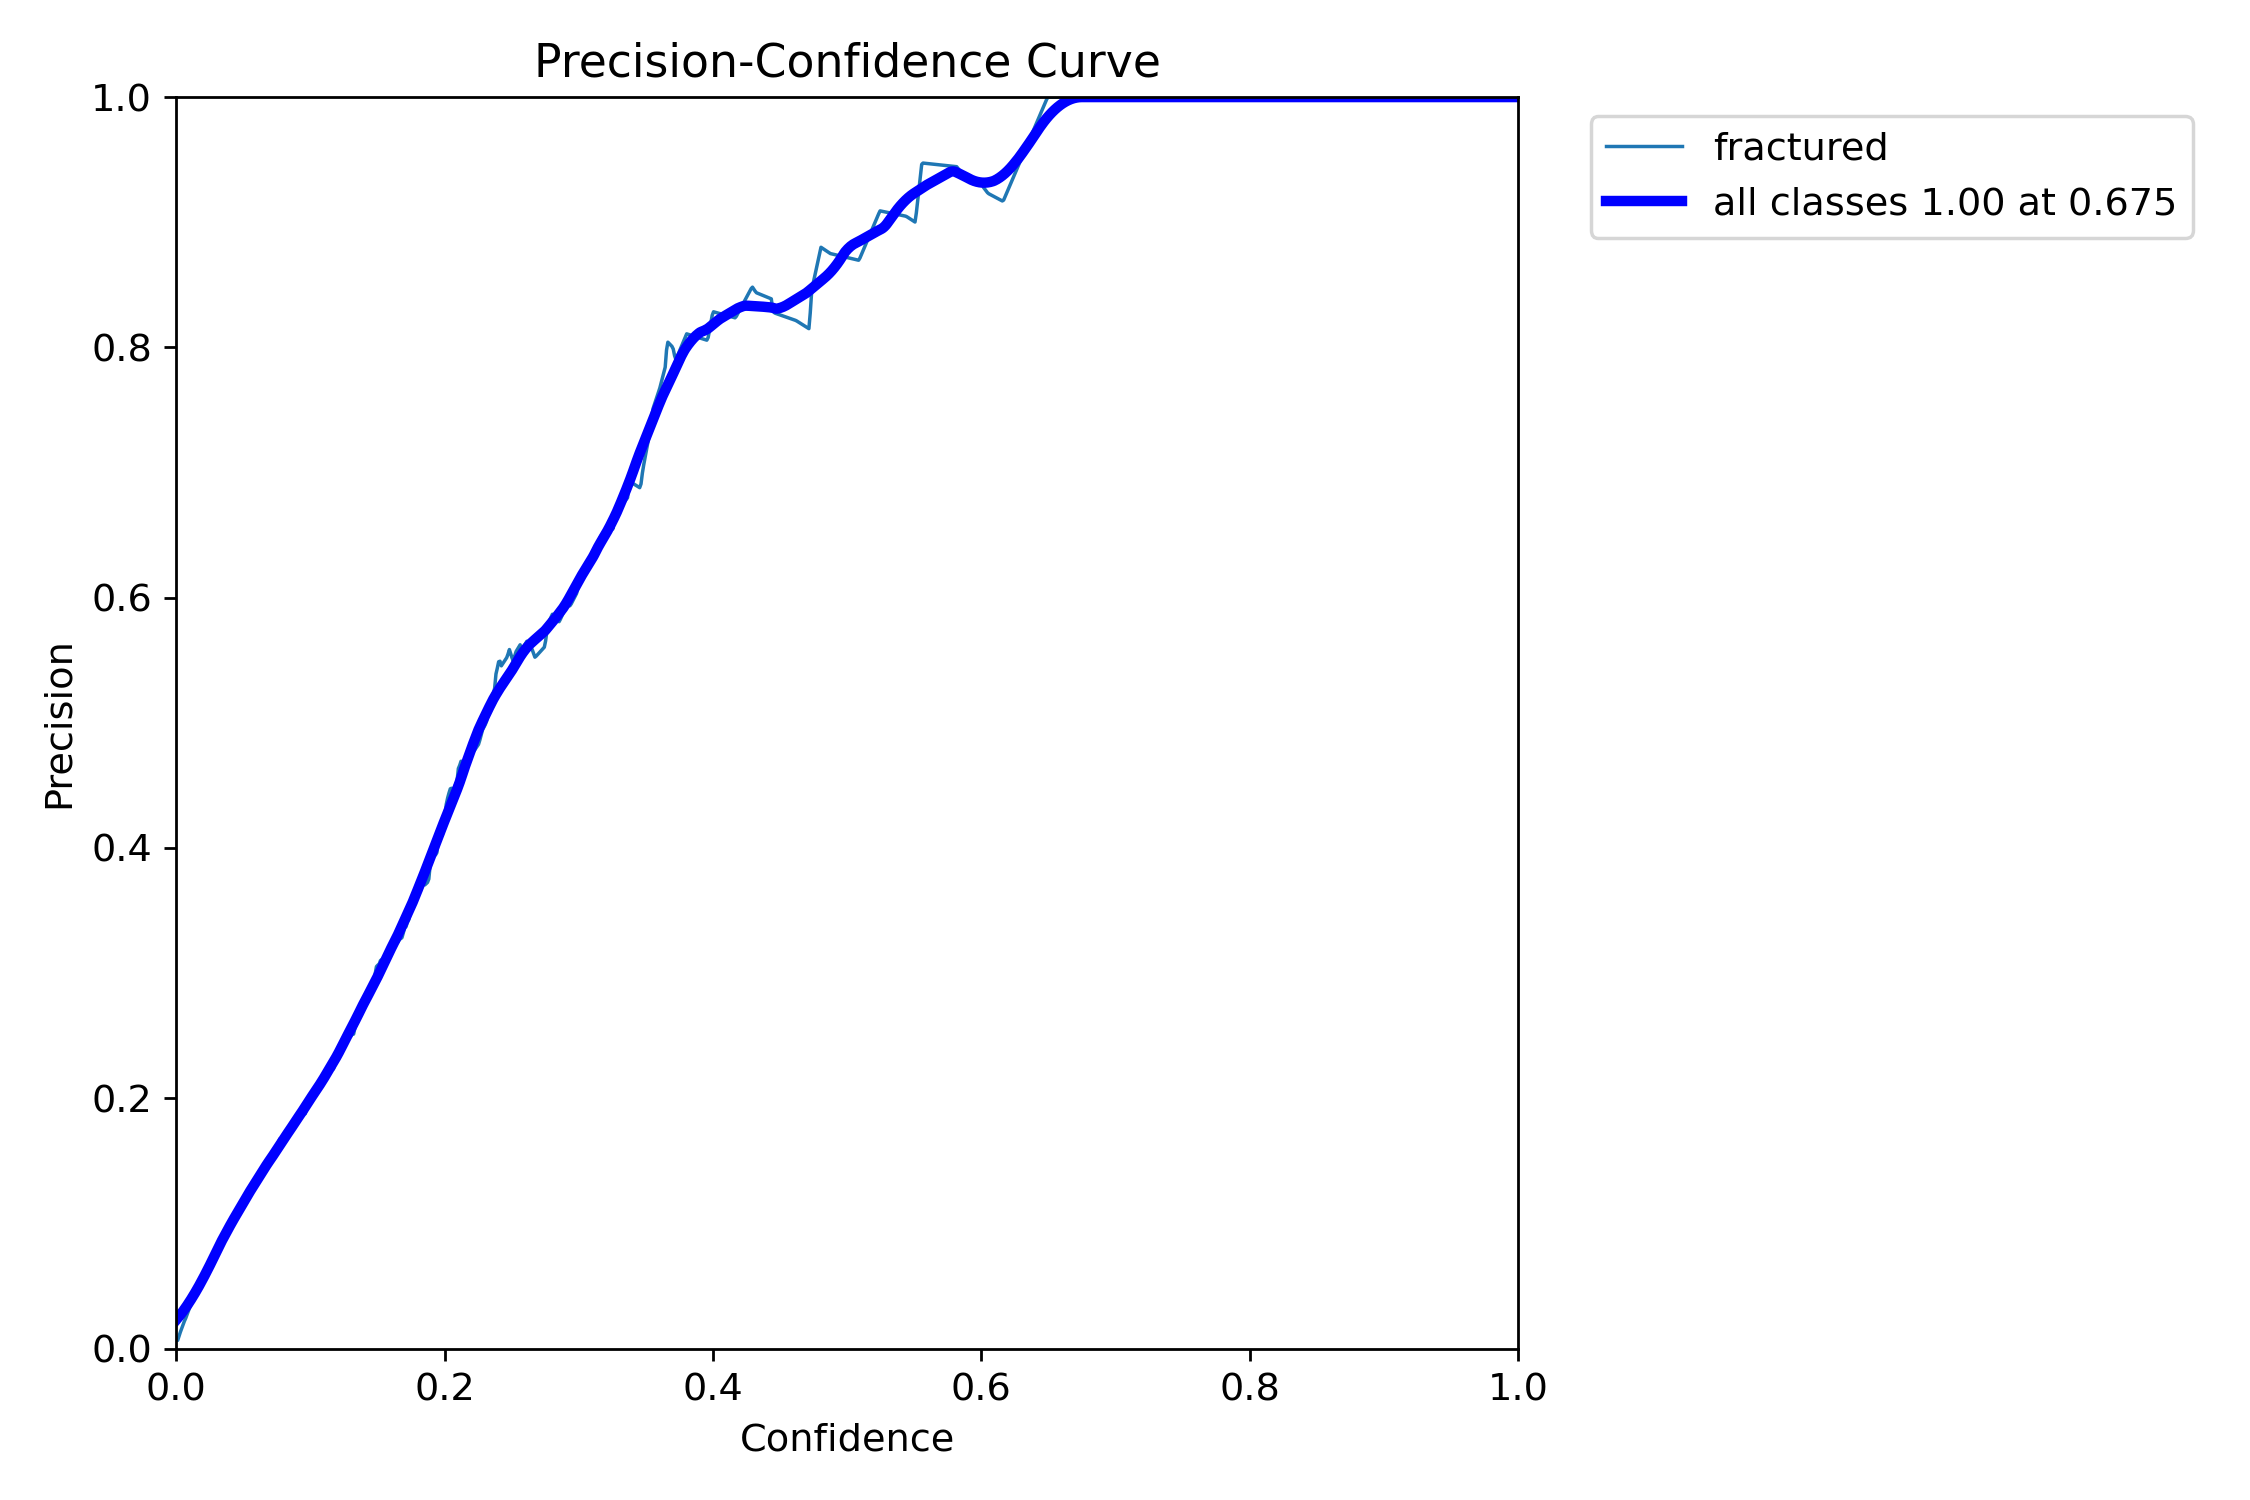 Precision-Confidence Curve
1.0
0.8
0.6
0.4
0.2
0.0
Precision
0.0 0.2 0.4 0.6 0.8 1.0
Confidence
fractured
all classes 1.00 at 0.675